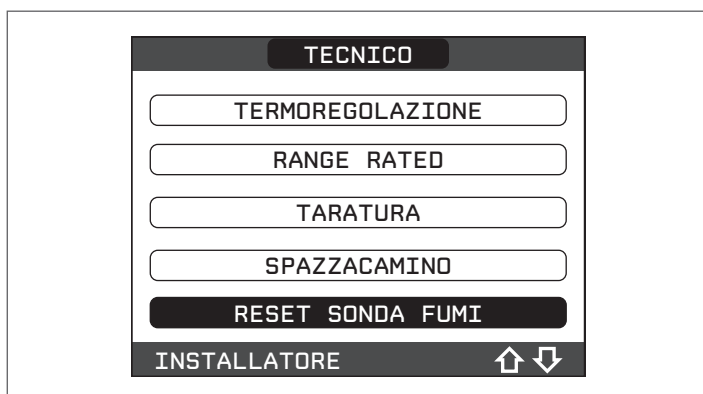 TECNICO
TERMOREGOLAZIONE
RANGE RATED
TARATURA
SPAZZACAMINO
RESET SONDA FUMI
INSTALLATORE